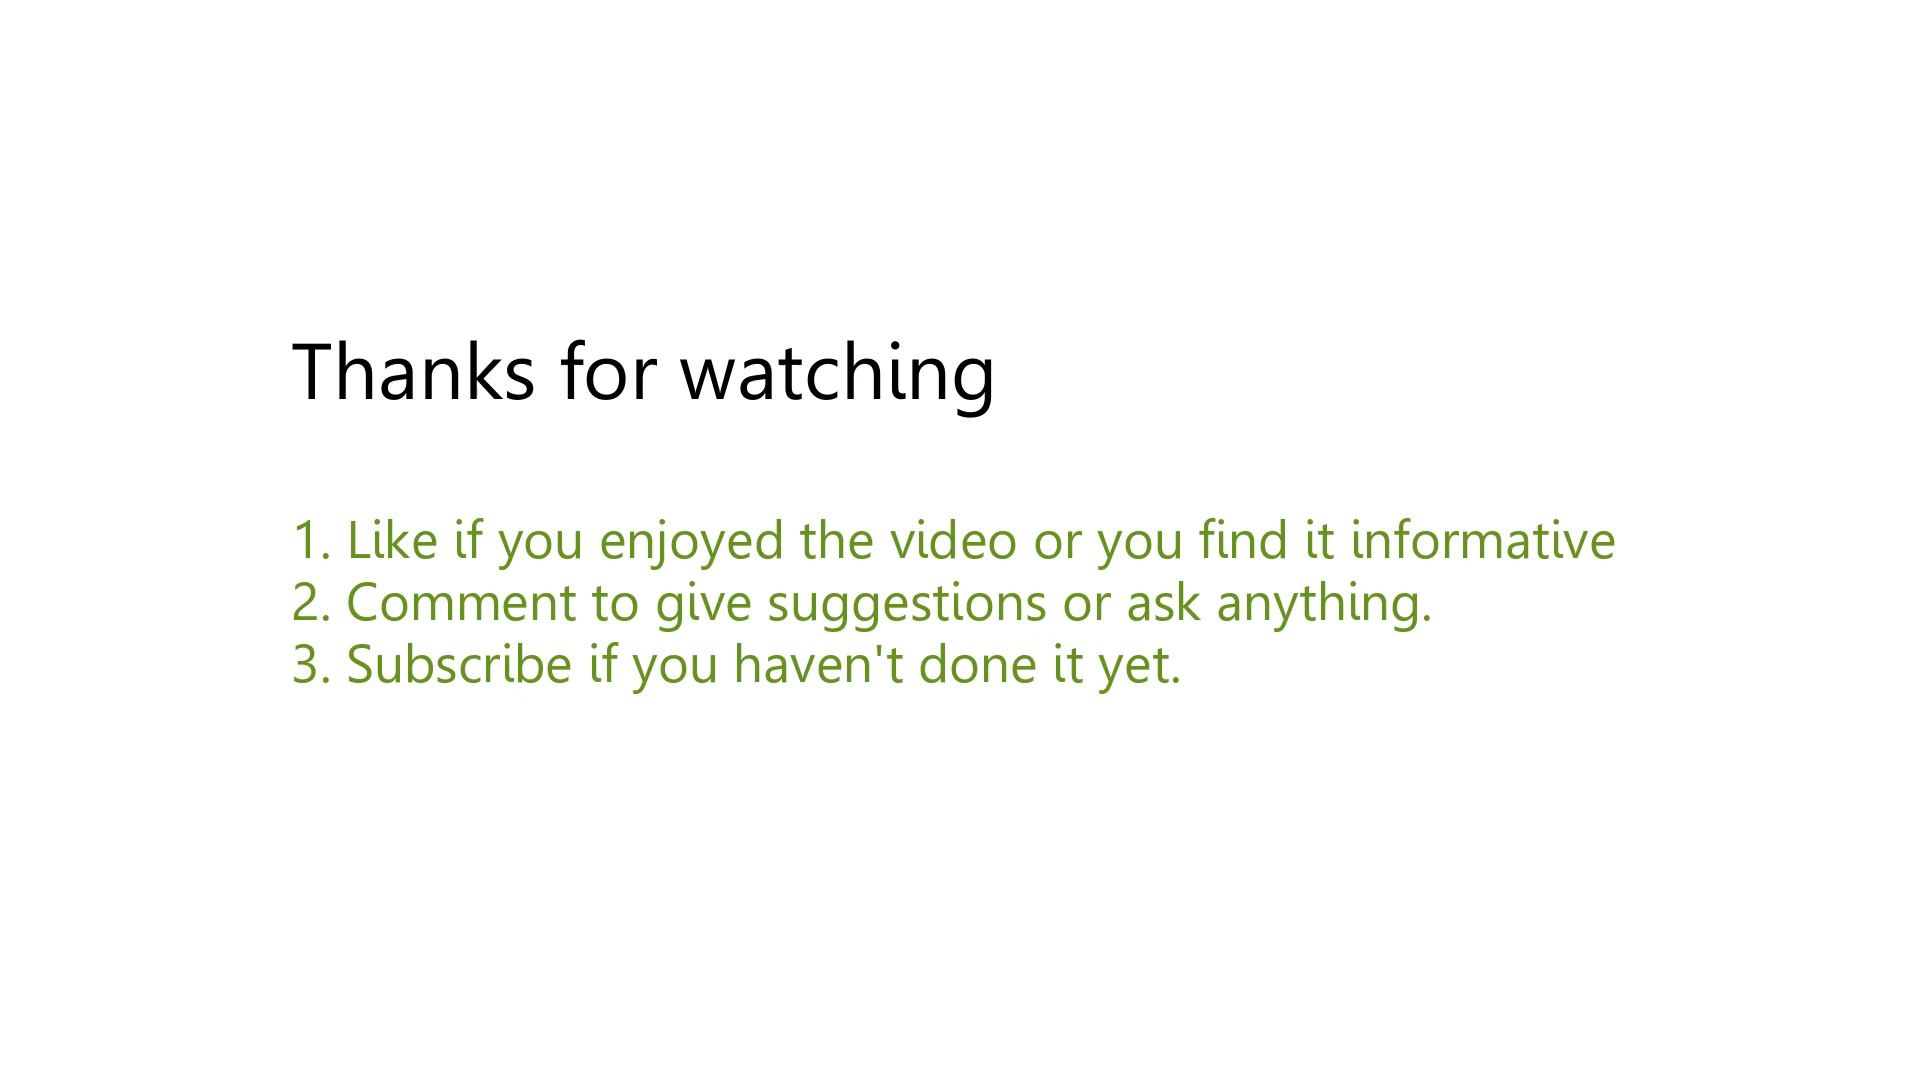 Thanks for watching
1. Like if you enjoyed the video or you find it informative
2. Comment to give suggestions or ask anything.
3. Subscribe if you haven't done it yet.